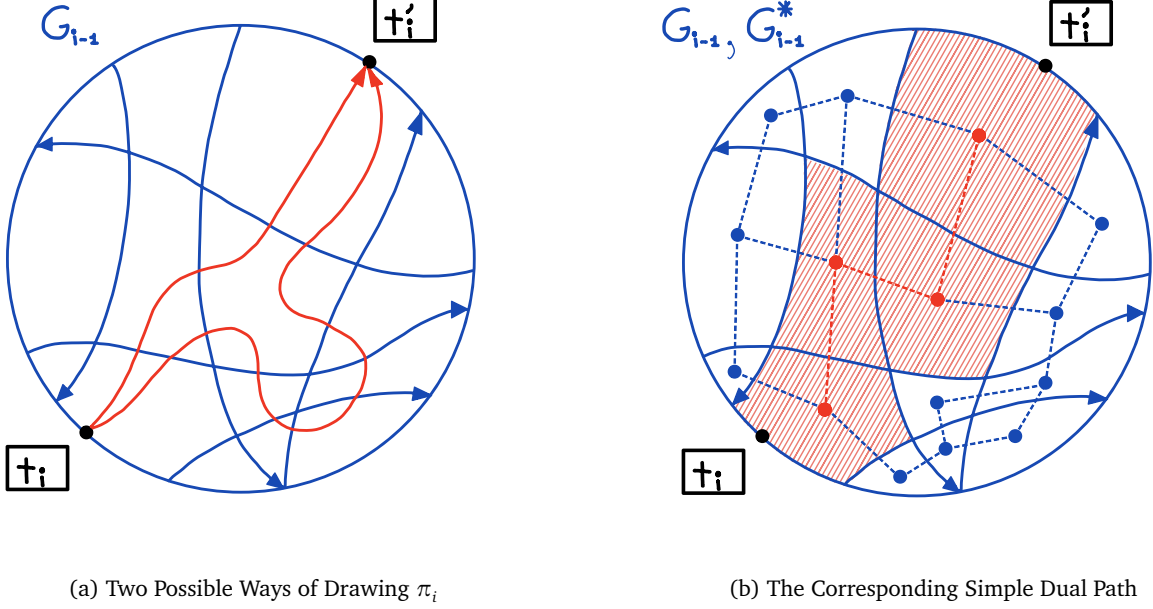 G_{i-1}
t'_i
t_i
(a) Two Possible Ways of Drawing π_i
G_{i-1}, G*_{i-1}
t'_i
t_i
(b) The Corresponding Simple Dual Path